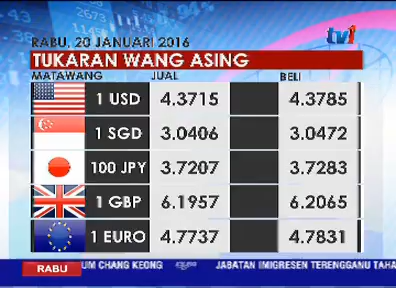 tv1
RABU, 20 JANUARI 2016
TUKARAN WANG ASING
MATAWANG JUAL BELI
1 USD 4.3715 4.3785
1 SGD 3.0406 3.0472
100 JPY 3.7207 3.7283
1 GBP 6.1957 6.2065
1 EURO 4.7737 4.7831
RABU UM CHANG KEONG JABATAN IMIGRESEN TERENGGANU TAHA